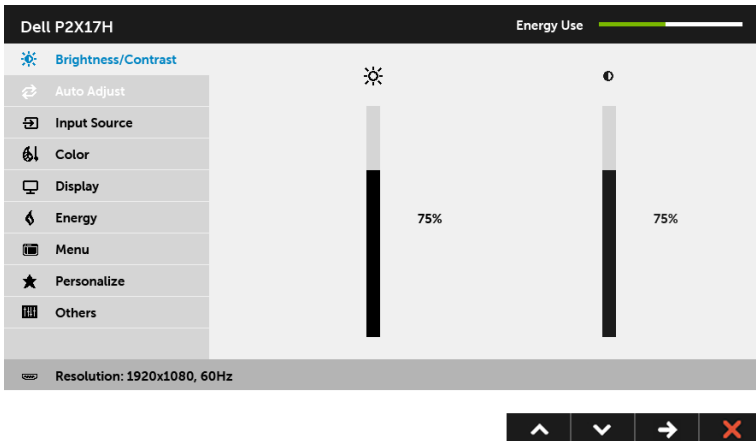 Dell P2X17H
Energy Use
Brightness/Contrast
Auto Adjust
Input Source
Color
Display
Energy
Menu
Personalize
Others
75%
75%
Resolution: 1920x1080, 60Hz